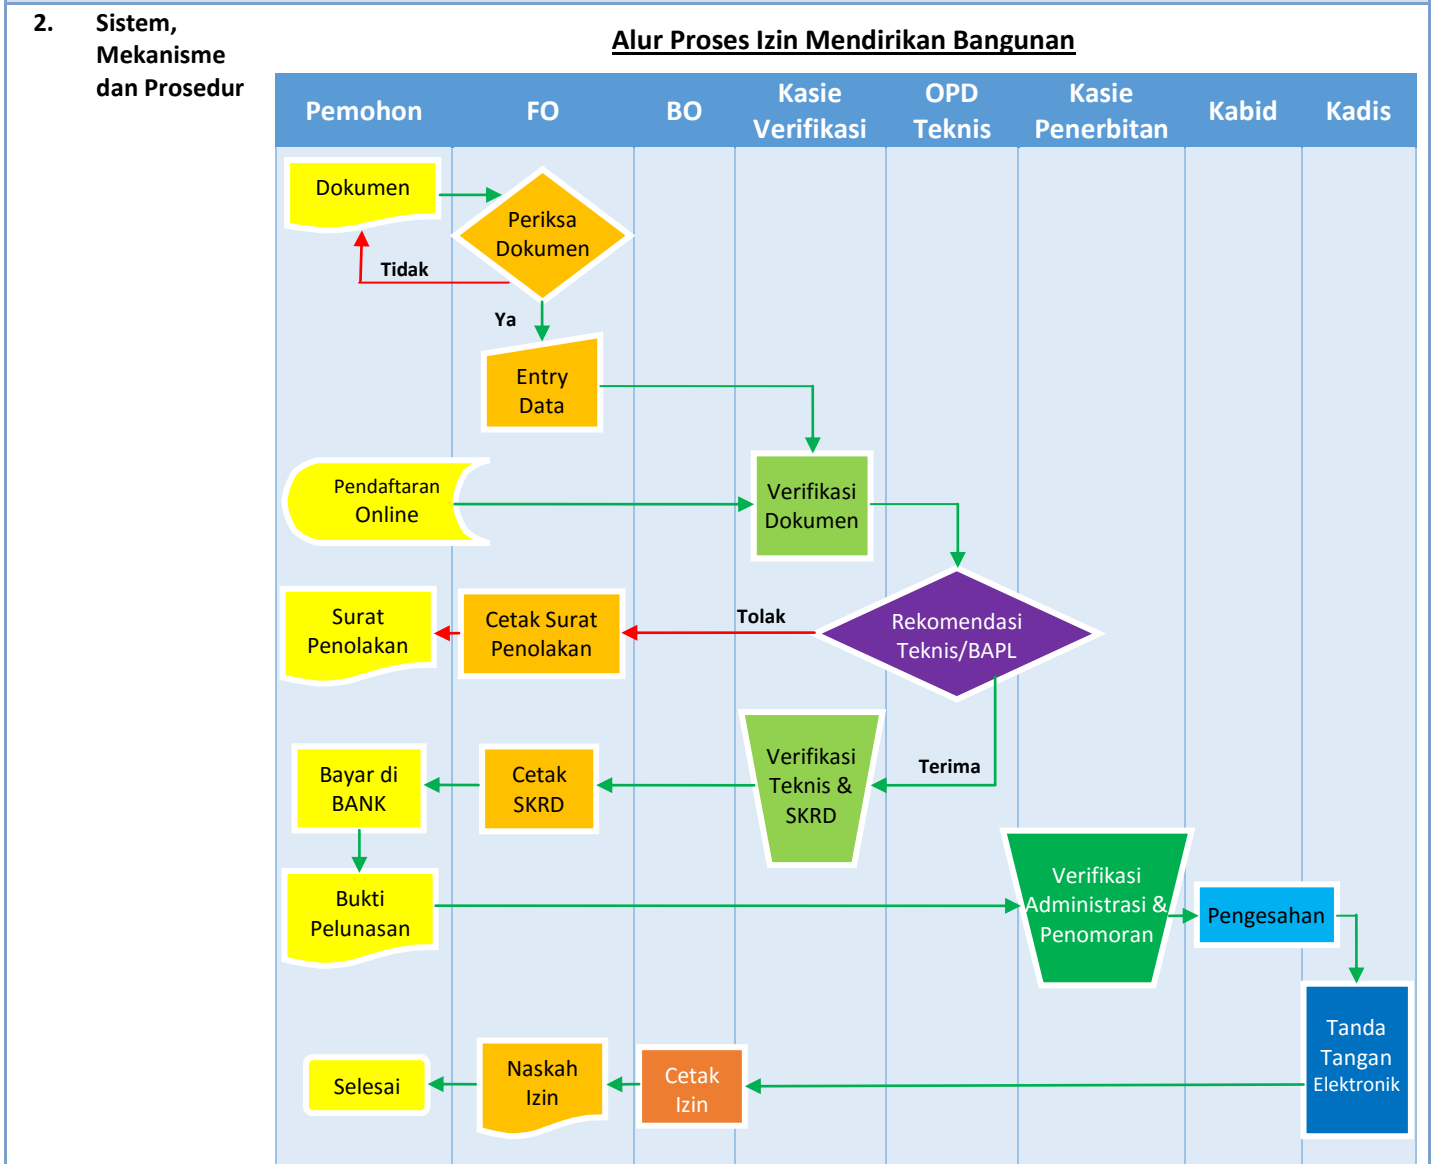 2. Sistem,
Mekanisme
dan Prosedur
Alur Proses Izin Mendirikan Bangunan
Pemohon
FO
BO
Kasie
Verifikasi
OPD
Teknis
Kasie
Penerbitan
Kabid
Kadis
Dokumen
Periksa
Dokumen
Tidak
Ya
Entry
Data
Pendaftaran
Online
Verifikasi
Dokumen
Surat
Penolakan
Cetak Surat
Penolakan
Tolak
Rekomendasi
Teknis/BAPL
Bayar di
BANK
Cetak
SKRD
Verifikasi
Teknis &
SKRD
Terima
Bukti
Pelunasan
Verifikasi
Administrasi &
Penomoran
Pengesahan
Tanda
Tangan
Elektronik
Selesai
Naskah
Izin
Cetak
Izin